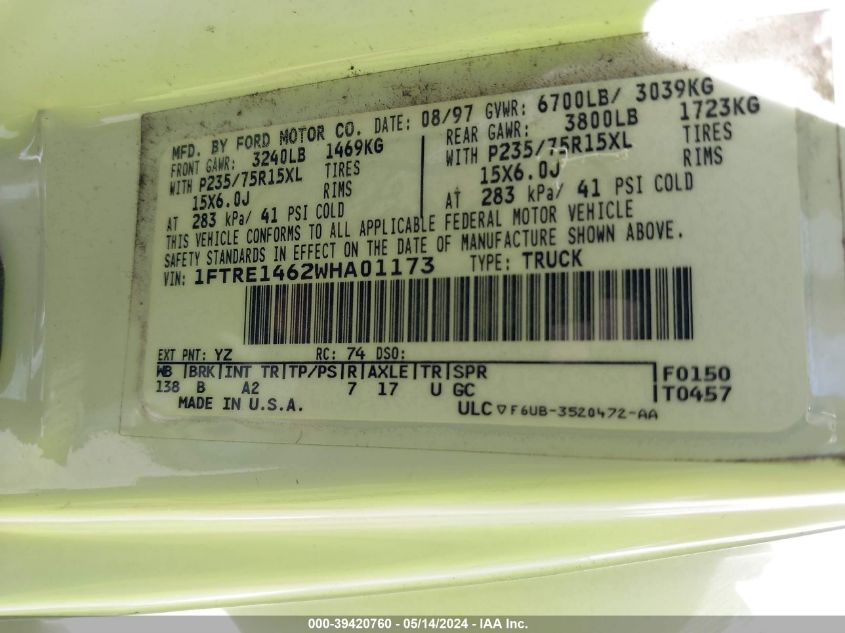 MFD. BY FORD MOTOR CO. DATE: 08/97 GVWR: 6700LB/ 3039KG
FRONT GAWR: 3240LB 1469KG
WITH P235/75R15XL TIRES
15X6.0J RIMS
AT 283 kPa/ 41 PSI COLD
REAR GAWR: 3800LB 1723KG
WITH P235/75R15XL TIRES
15X6.0J RIMS
AT 283 kPa/ 41 PSI COLD
THIS VEHICLE CONFORMS TO ALL APPLICABLE FEDERAL MOTOR VEHICLE
SAFETY STANDARDS IN EFFECT ON THE DATE OF MANUFACTURE SHOWN ABOVE.
VIN: 1FTRE1462WHA01173 TYPE: TRUCK
EXT PNT: YZ RC: 74 DSO:
WB |BRK|INT TR|TP/PS|R|AXLE|TR|SPR F0150
138 B A2 7 17 U GC T0457
MADE IN U.S.A. ULC ▽F6UB-3520472-AA
000-39420760 - 05/14/2024 - IAA Inc.